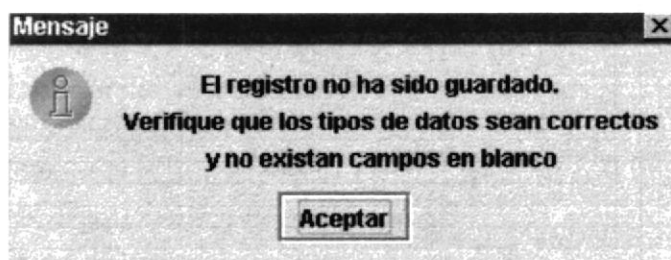 Mensaje
El registro no ha sido guardado.
Verifique que los tipos de datos sean correctos
y no existan campos en blanco
Aceptar